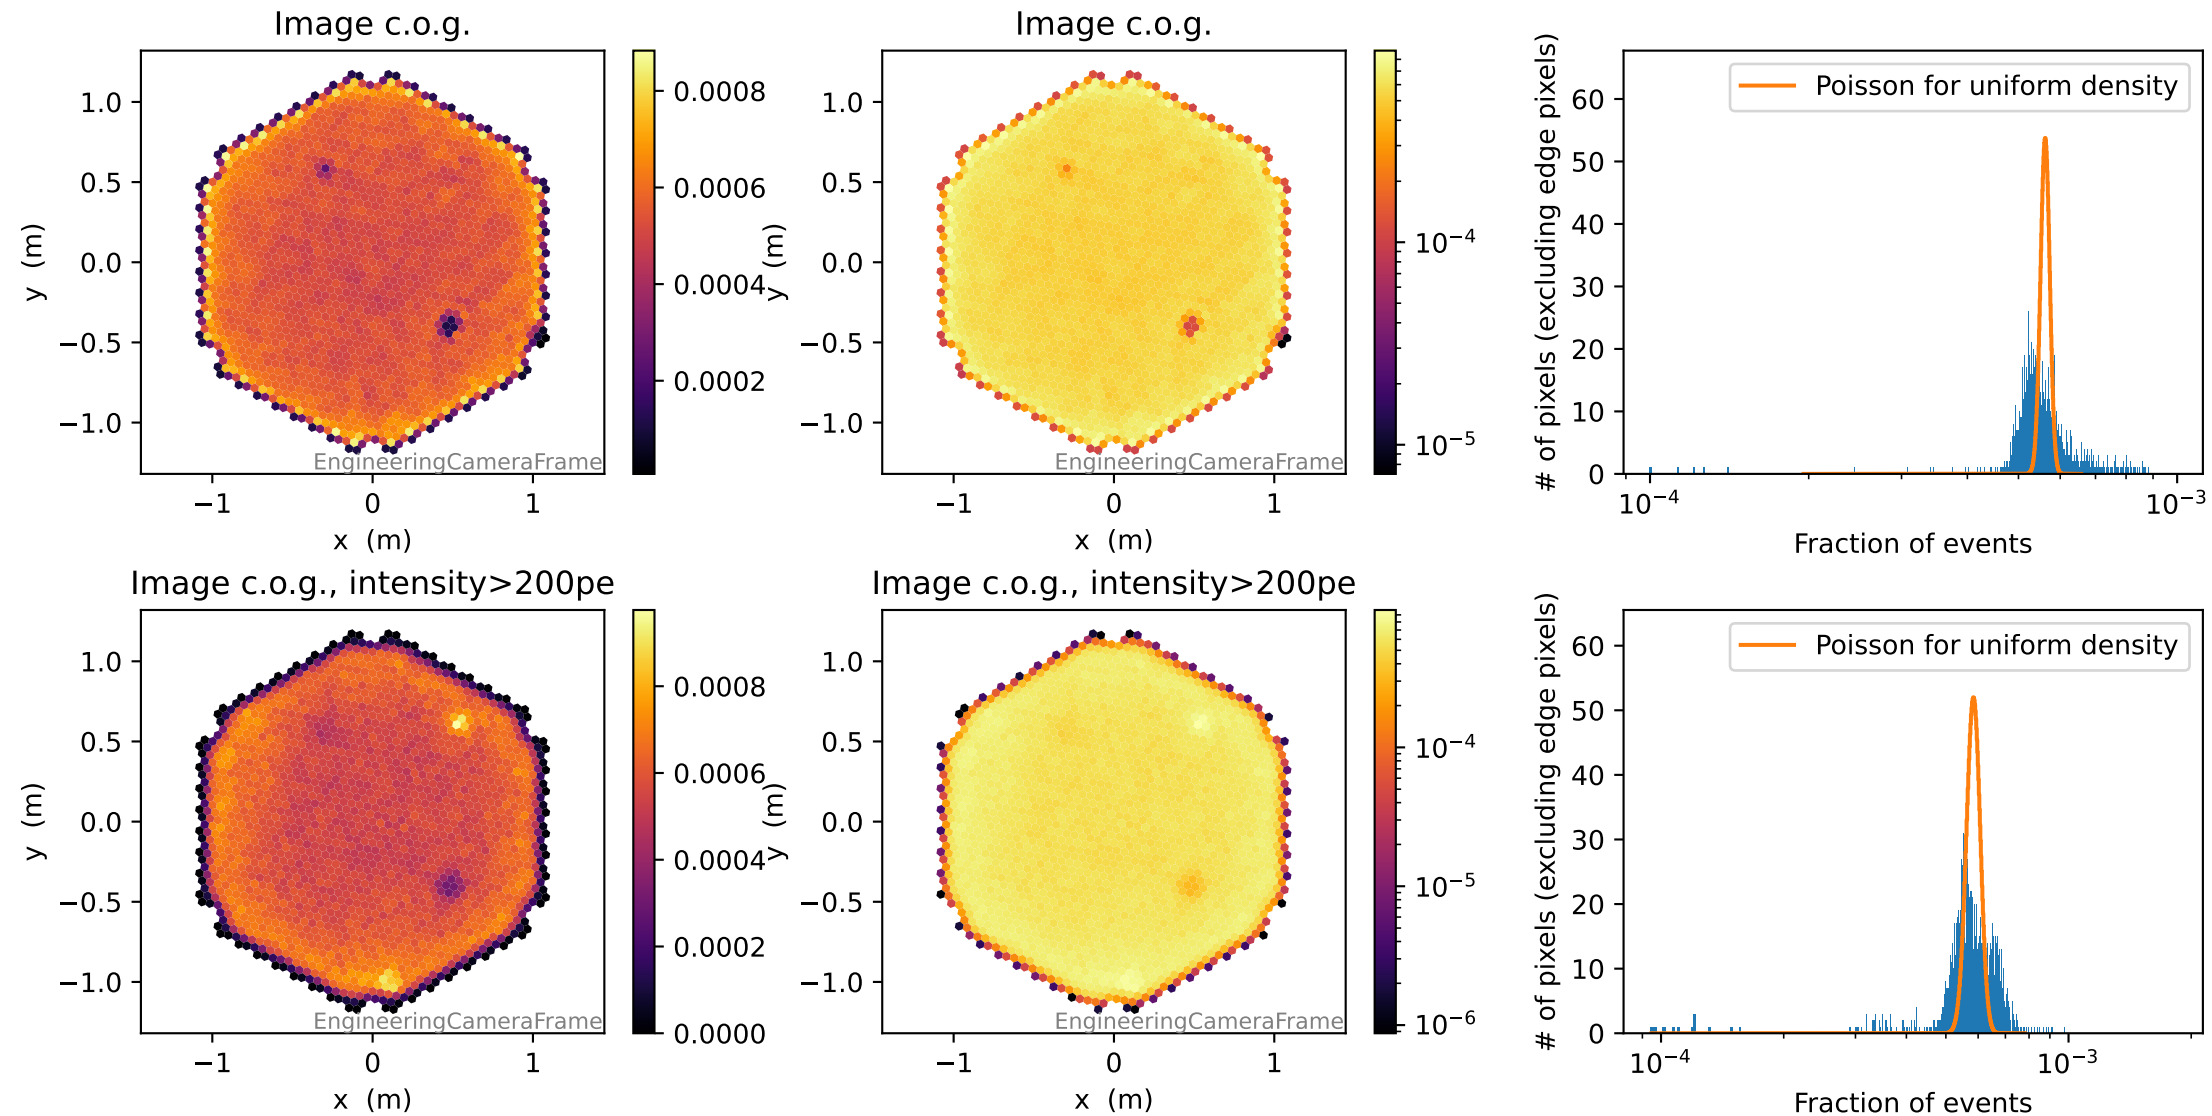 Image c.o.g.
y (m)
1.0
0.5
0.0
−0.5
−1.0
−1 0 1
x (m)
EngineeringCameraFrame
0.0008
0.0006
0.0004
0.0002
Image c.o.g.
y (m)
1.0
0.5
0.0
−0.5
−1.0
−1 0 1
x (m)
EngineeringCameraFrame
10−4
10−5
# of pixels (excluding edge pixels)
60
50
40
30
20
10
0
Poisson for uniform density
10−4 10−3
Fraction of events
Image c.o.g., intensity>200pe
y (m)
1.0
0.5
0.0
−0.5
−1.0
−1 0 1
x (m)
EngineeringCameraFrame
0.0008
0.0006
0.0004
0.0002
0.0000
Image c.o.g., intensity>200pe
y (m)
1.0
0.5
0.0
−0.5
−1.0
−1 0 1
x (m)
EngineeringCameraFrame
10−4
10−5
10−6
# of pixels (excluding edge pixels)
60
50
40
30
20
10
0
Poisson for uniform density
10−4 10−3
Fraction of events